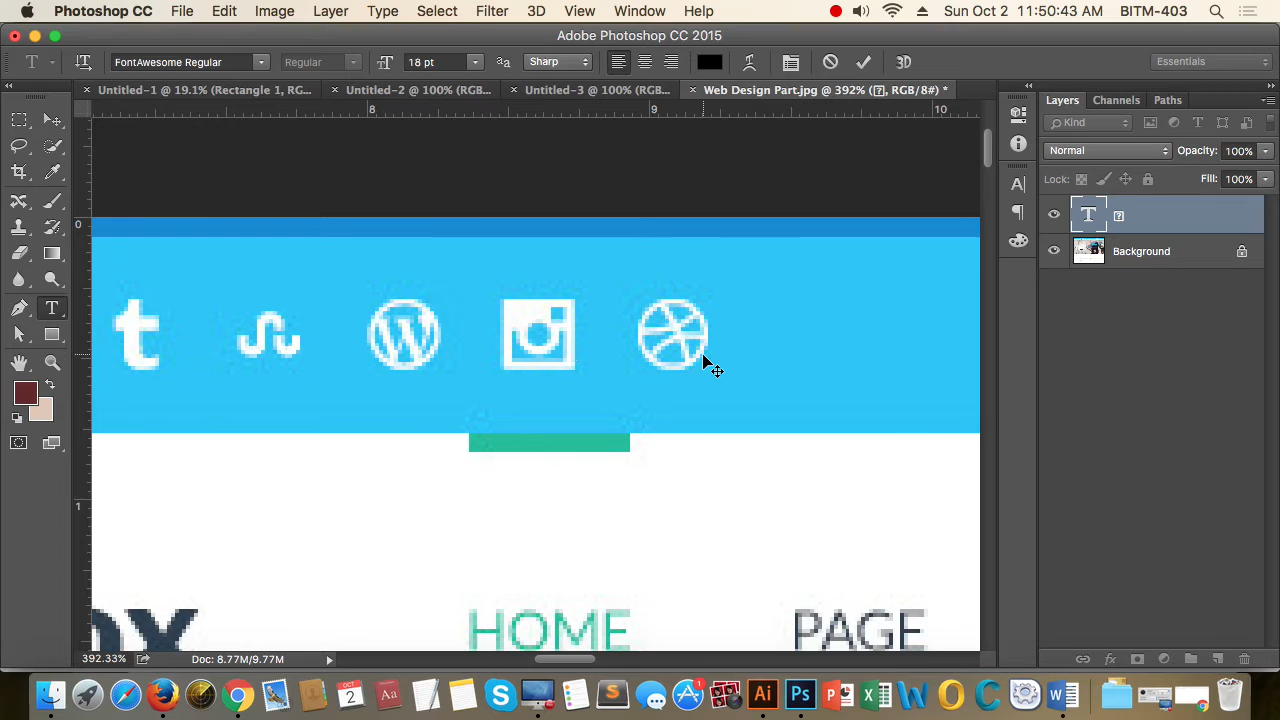 Photoshop CC File Edit Image Layer Type Select Filter 3D View Window Help Sun Oct 2 11:50:43 AM BITM-403
Adobe Photoshop CC 2015
T FontAwesome Regular Regular 18 pt Sharp 3D Essentials
Untitled-1 @ 19.1% (Rectangle 1, RG... Untitled-2 @ 100% (RGB... Untitled-3 @ 100% (RGB... Web Design Part.jpg @ 392% (⍰, RGB/8#) *
Layers Channels Paths
8 9 10
Kind
Normal Opacity: 100%
Lock: Fill: 100%
T ⍰
Background
0
1
HOME PAGE
392.33% Doc: 8.77M/9.77M